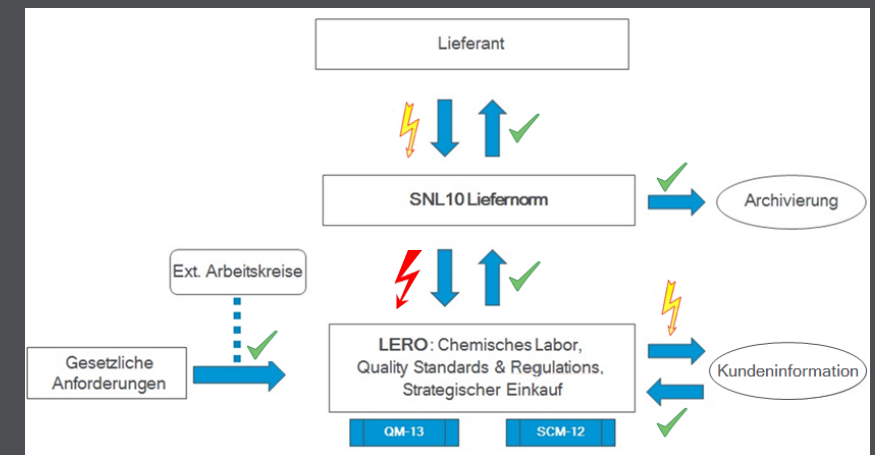 Lieferant
SNL10 Liefernorm
Archivierung
Ext. Arbeitskreise
Gesetzliche
Anforderungen
LERO: Chemisches Labor,
Quality Standards & Regulations,
Strategischer Einkauf
Kundeninformation
QM-13
SCM-12